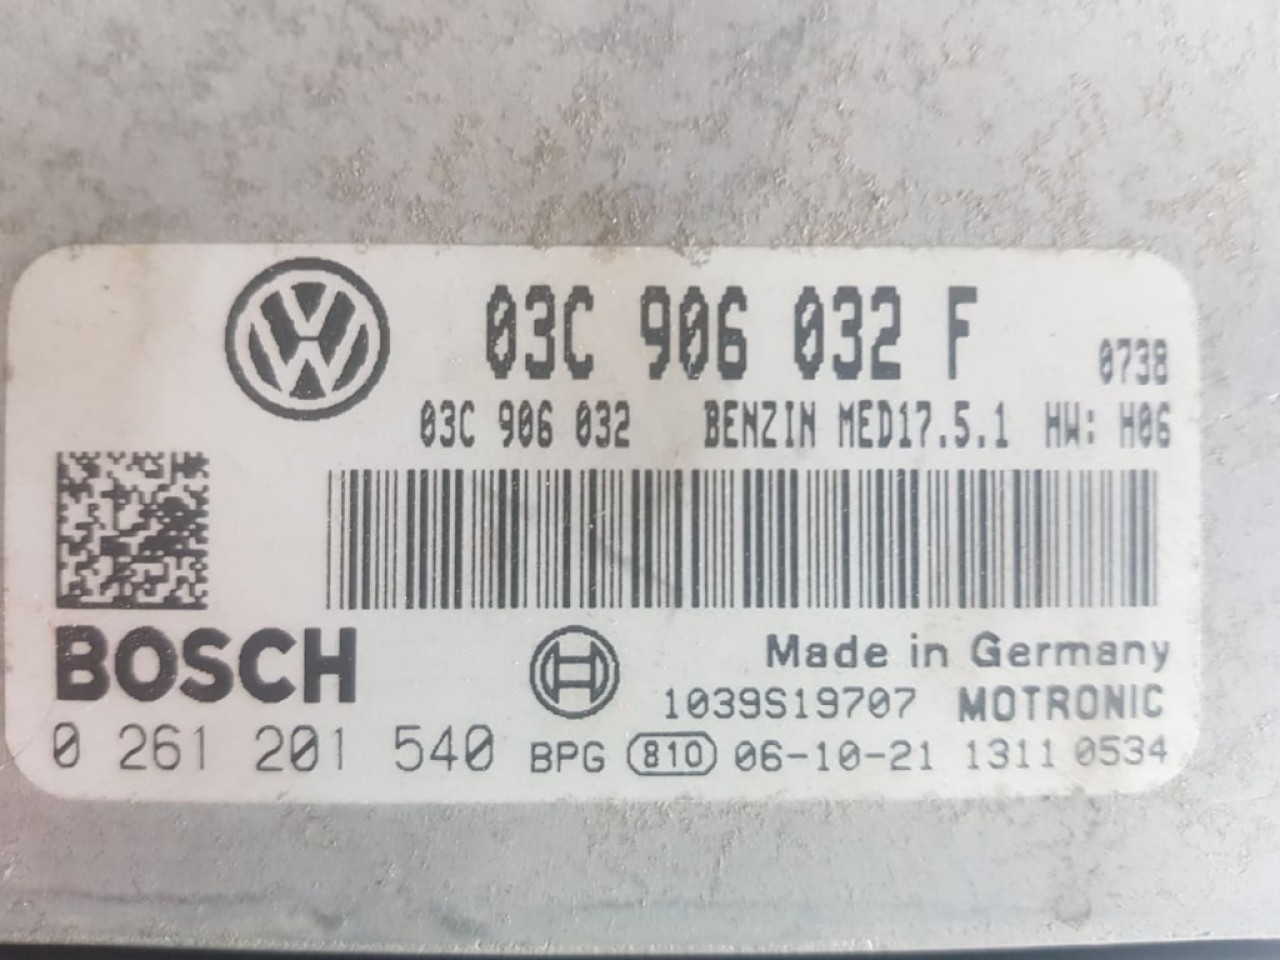 03C 906 032 F 0738
03C 906 032 BENZIN MED17.5.1 HW: H06
BOSCH Made in Germany
1039S19707 MOTRONIC
0 261 201 540 BPG 810 06-10-21 1311 0534